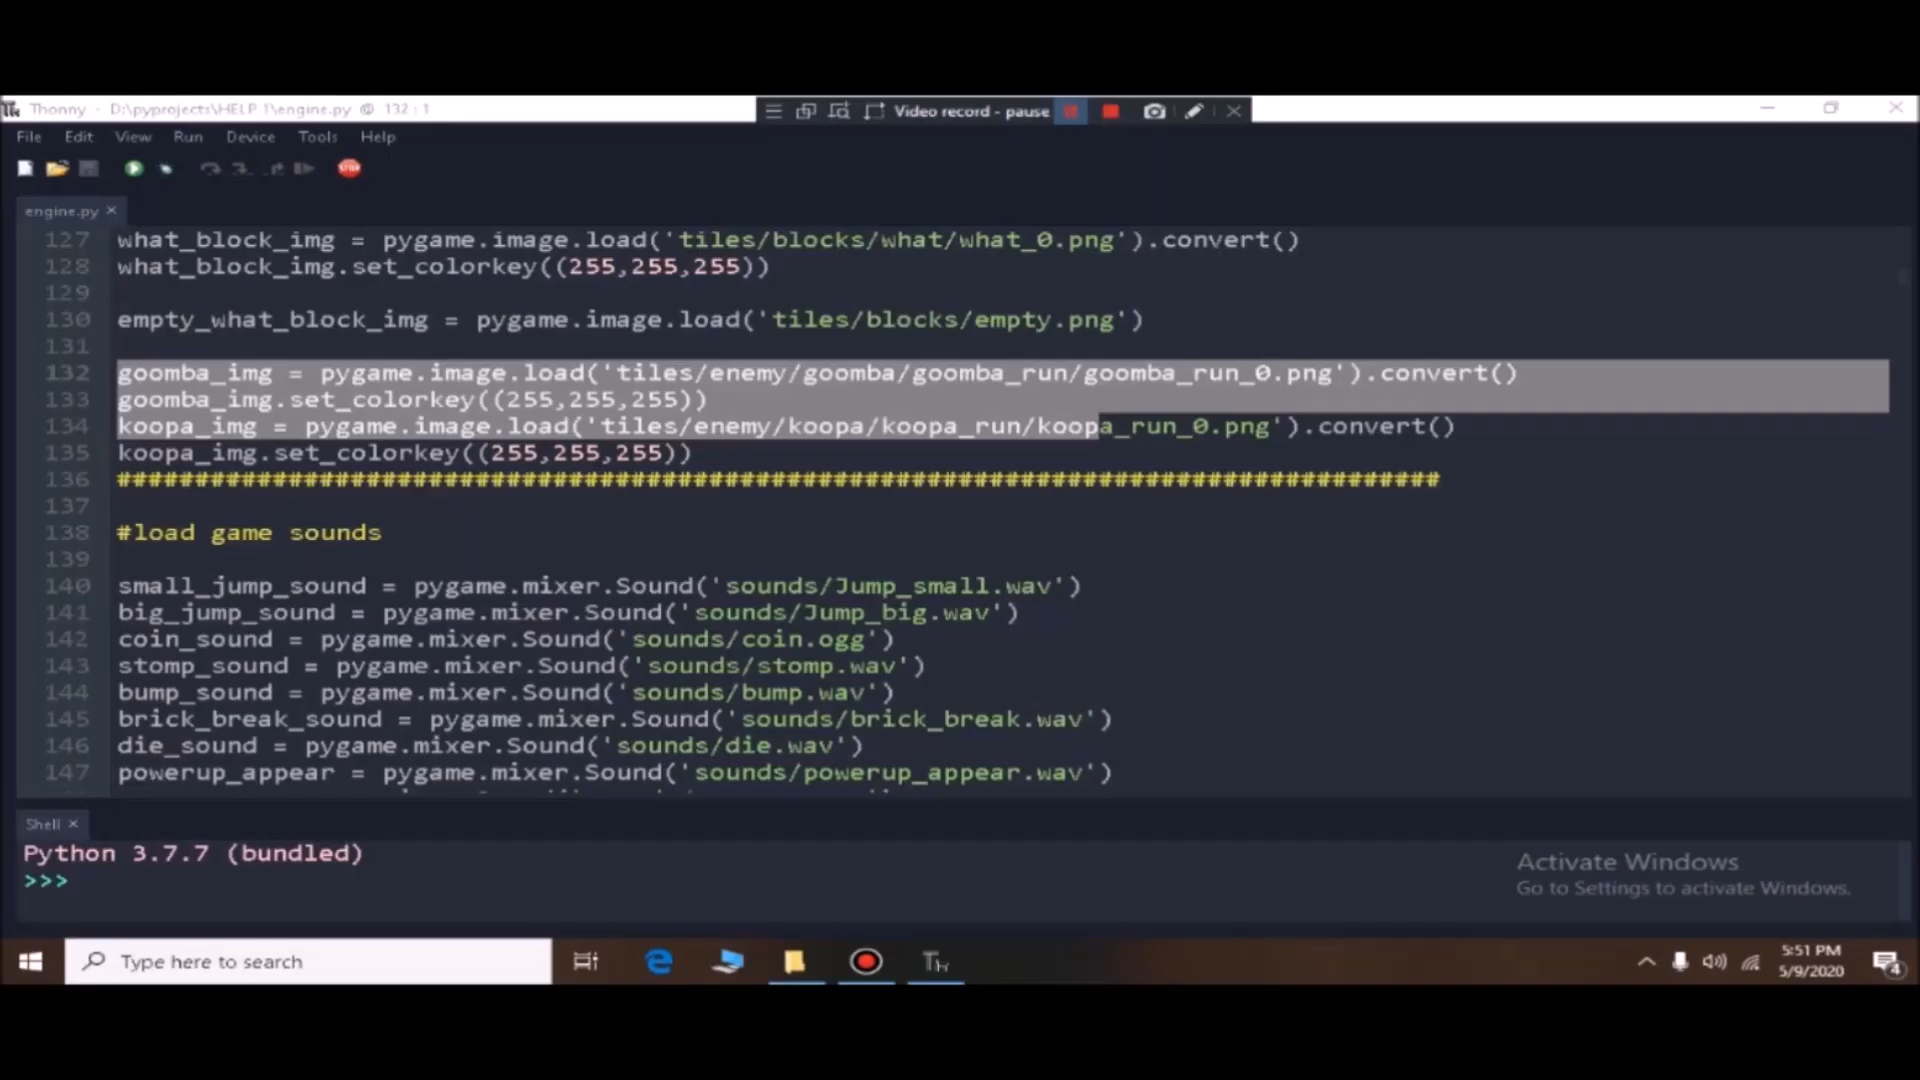 Thonny - D:\pyprojects\HELP 1\engine.py @ 132 : 1
Video record - pause
File Edit View Run Device Tools Help
STOP
engine.py ×
127 what_block_img = pygame.image.load('tiles/blocks/what/what_0.png').convert()
128 what_block_img.set_colorkey((255,255,255))
129
130 empty_what_block_img = pygame.image.load('tiles/blocks/empty.png')
131
132 goomba_img = pygame.image.load('tiles/enemy/goomba/goomba_run/goomba_run_0.png').convert()
133 goomba_img.set_colorkey((255,255,255))
134 koopa_img = pygame.image.load('tiles/enemy/koopa/koopa_run/koopa_run_0.png').convert()
135 koopa_img.set_colorkey((255,255,255))
136 #####################################################################################
137
138 #load game sounds
139
140 small_jump_sound = pygame.mixer.Sound('sounds/Jump_small.wav')
141 big_jump_sound = pygame.mixer.Sound('sounds/Jump_big.wav')
142 coin_sound = pygame.mixer.Sound('sounds/coin.ogg')
143 stomp_sound = pygame.mixer.Sound('sounds/stomp.wav')
144 bump_sound = pygame.mixer.Sound('sounds/bump.wav')
145 brick_break_sound = pygame.mixer.Sound('sounds/brick_break.wav')
146 die_sound = pygame.mixer.Sound('sounds/die.wav')
147 powerup_appear = pygame.mixer.Sound('sounds/powerup_appear.wav')
Shell ×
Python 3.7.7 (bundled)
>>>
Activate Windows
Go to Settings to activate Windows.
Type here to search
5:51 PM
5/9/2020
4